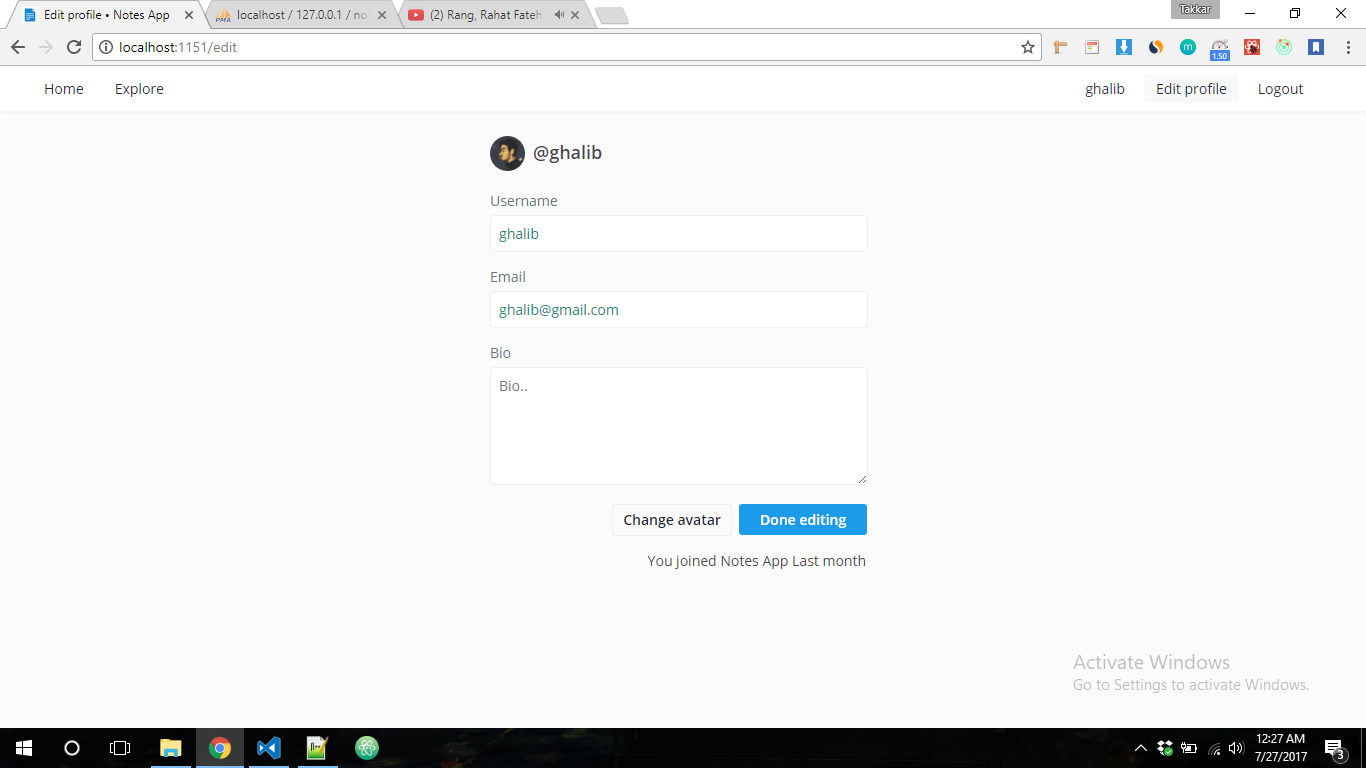 Takkar
Edit profile • Notes App
localhost / 127.0.0.1 / no
(2) Rang, Rahat Fateh
localhost:1151/edit
1.50
Home Explore ghalib Edit profile Logout
@ghalib
Username
ghalib
Email
ghalib@gmail.com
Bio
Bio..
Change avatar Done editing
You joined Notes App Last month
Activate Windows
Go to Settings to activate Windows.
12:27 AM
7/27/2017
3